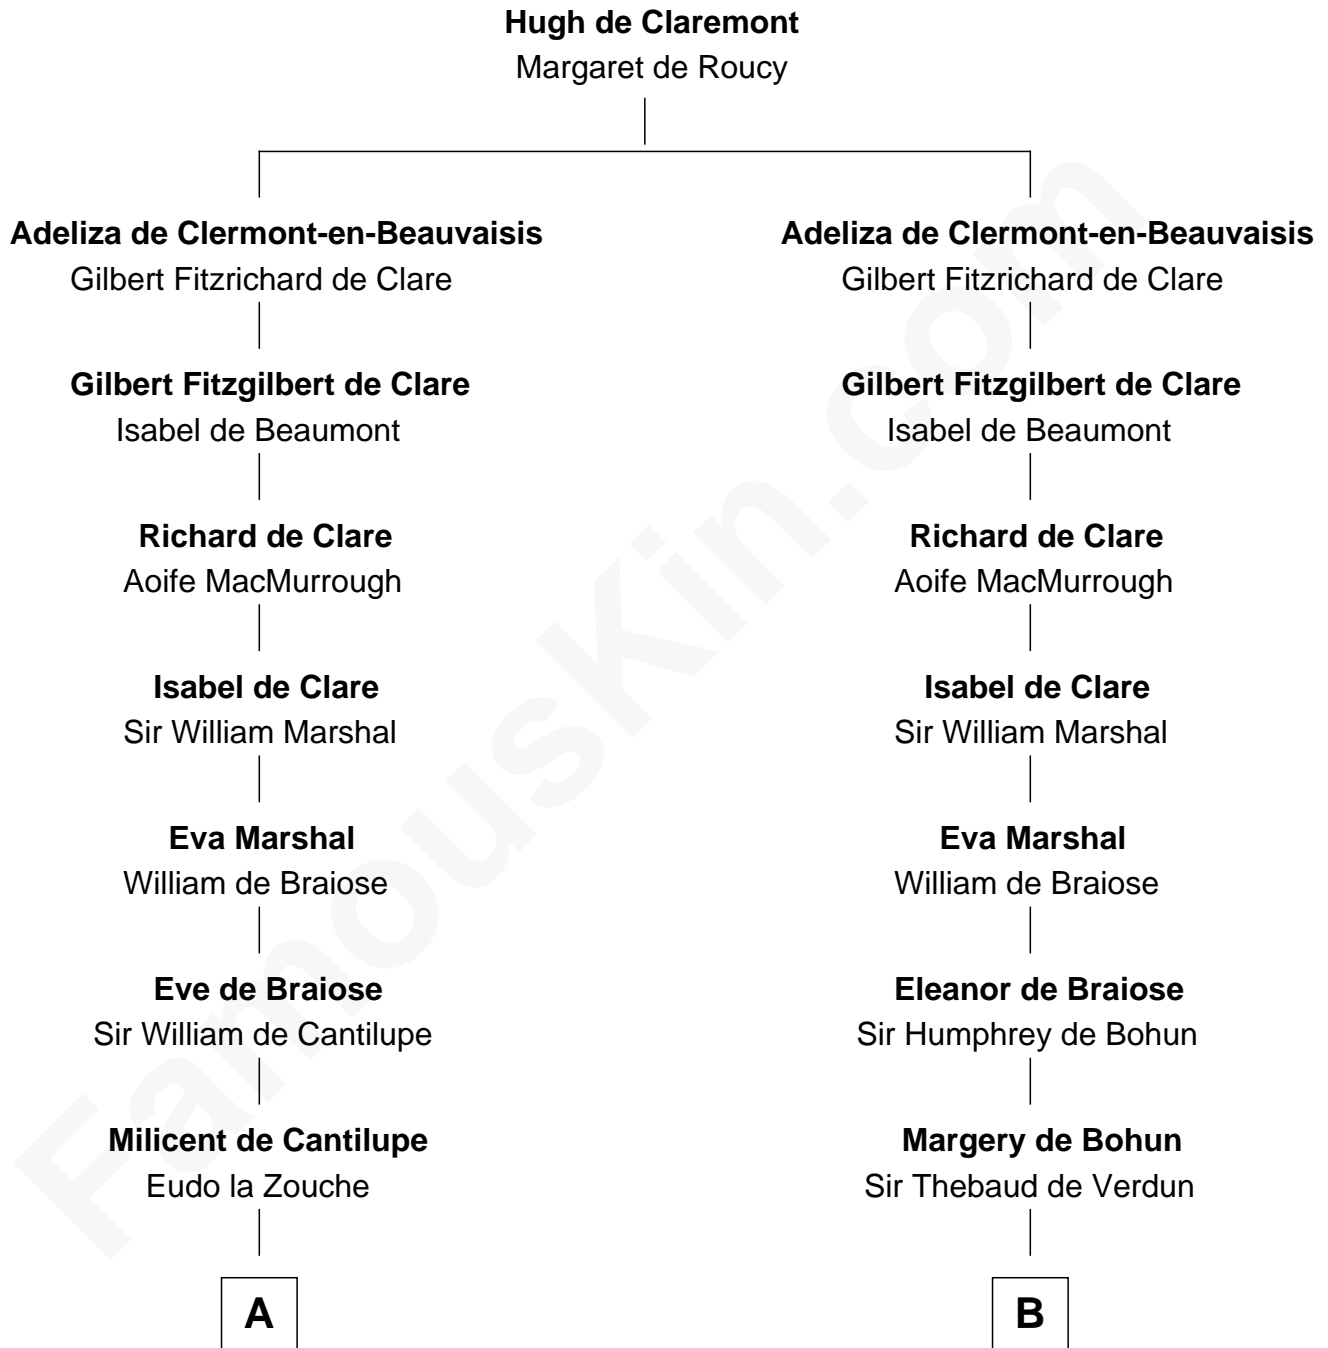 Hugh de Claremont
Margaret de Roucy
Adeliza de Clermont-en-Beauvaisis
Gilbert Fitzrichard de Clare
Gilbert Fitzgilbert de Clare
Isabel de Beaumont
Richard de Clare
Aoife MacMurrough
Isabel de Clare
Sir William Marshal
Eva Marshal
William de Braiose
Eve de Braiose
Sir William de Cantilupe
Milicent de Cantilupe
Eudo la Zouche
A
Adeliza de Clermont-en-Beauvaisis
Gilbert Fitzrichard de Clare
Gilbert Fitzgilbert de Clare
Isabel de Beaumont
Richard de Clare
Aoife MacMurrough
Isabel de Clare
Sir William Marshal
Eva Marshal
William de Braiose
Eleanor de Braiose
Sir Humphrey de Bohun
Margery de Bohun
Sir Thebaud de Verdun
B
FamousKin.com